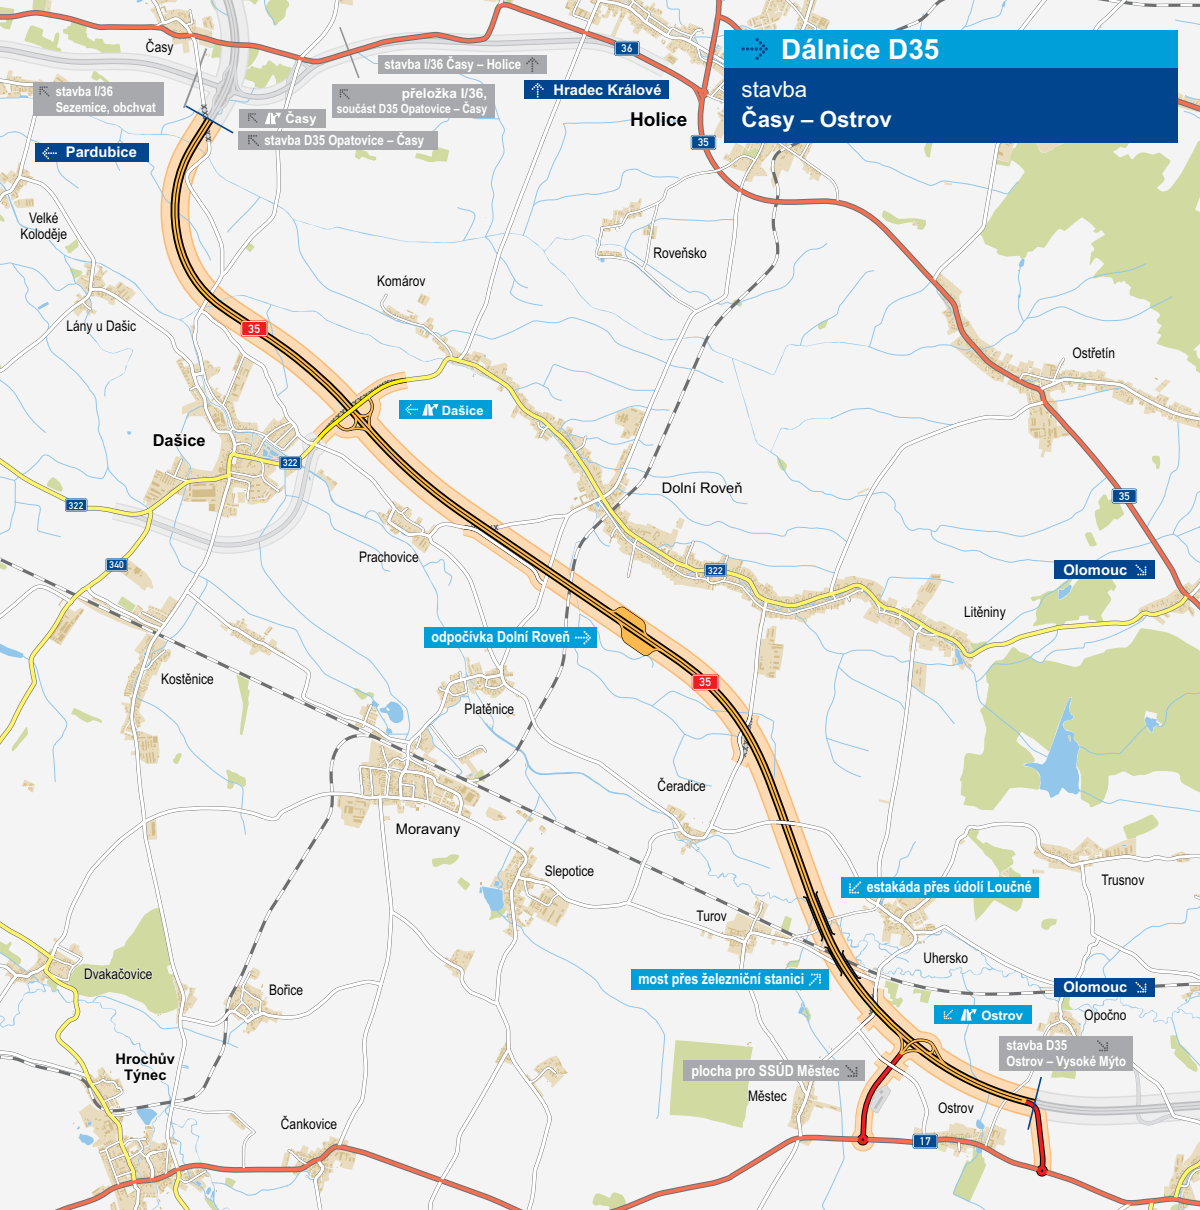 Dálnice D35
stavba
Časy – Ostrov
Časy
36
stavba I/36 Časy – Holice
stavba I/36
Sezemice, obchvat
přeložka I/36,
součást D35 Opatovice – Časy
Hradec Králové
Holice
Časy
stavba D35 Opatovice – Časy
35
Pardubice
Velké
Koloděje
Roveňsko
Komárov
Lány u Dašic
35
Ostřetín
Dašice
Dašice
322
Dolní Roveň
35
322
Prachovice
340
322
Olomouc
Litěniny
odpočívka Dolní Roveň
Kostěnice
35
Platěnice
Čeradice
Moravany
Slepotice
Trusnov
estakáda přes údolí Loučné
Turov
Uhersko
Dvakačovice
most přes železniční stanici
Bořice
Olomouc
Ostrov
Opočno
stavba D35
Ostrov – Vysoké Mýto
Hrochův
Týnec
plocha pro SSÚD Městec
Městec
Ostrov
Čankovice
17